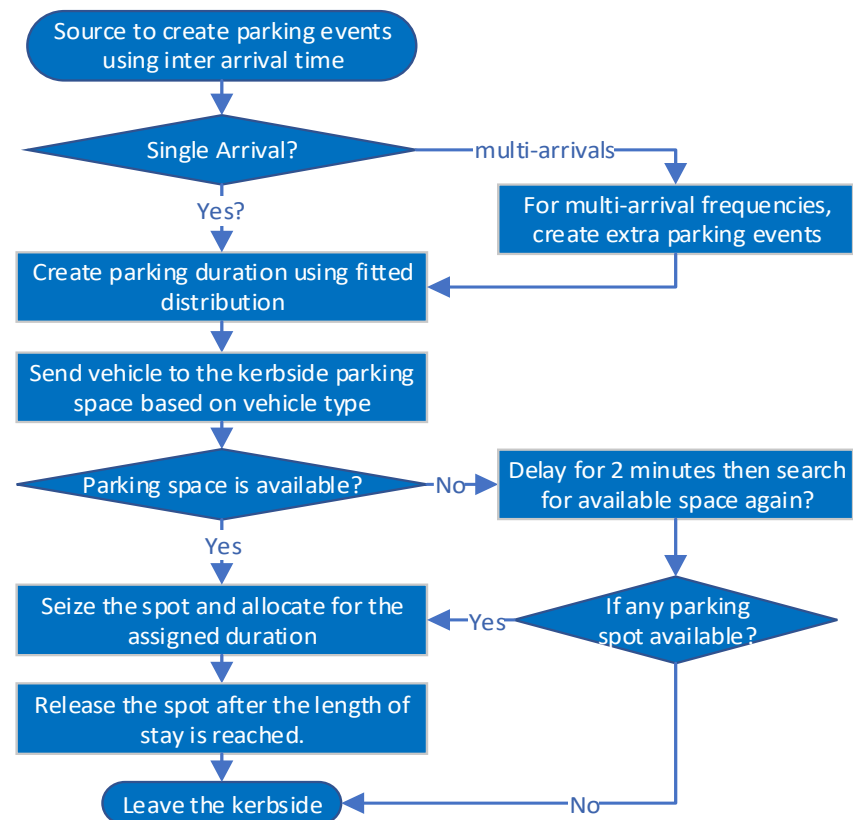 Source to create parking events
using inter arrival time
Single Arrival?
multi-arrivals
Yes?
For multi-arrival frequencies,
create extra parking events
Create parking duration using fitted
distribution
Send vehicle to the kerbside parking
space based on vehicle type
Parking space is available?
No
Delay for 2 minutes then search
for available space again?
Yes
Seize the spot and allocate for the
assigned duration
Yes
If any parking
spot available?
Release the spot after the length of
stay is reached.
Leave the kerbside
No